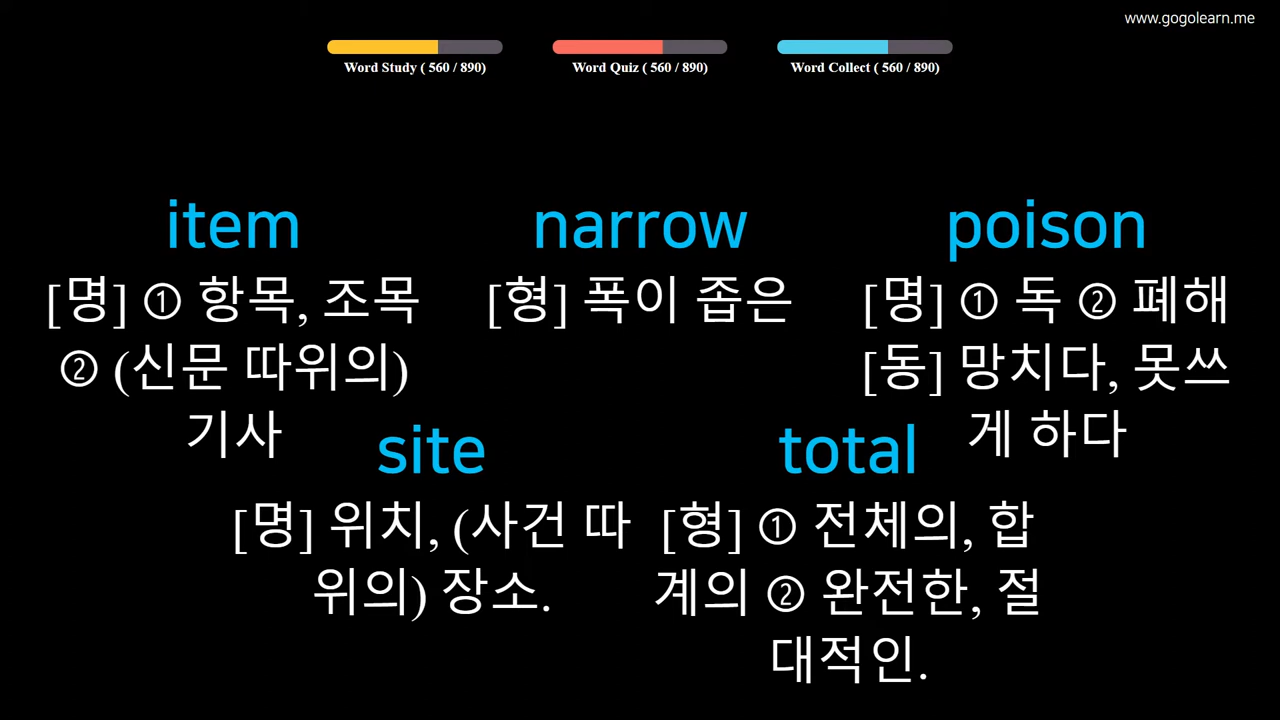 www.gogolearn.me
Word Study ( 560 / 890)
Word Quiz ( 560 / 890)
Word Collect ( 560 / 890)
item
[명] ① 항목, 조목
② (신문 따위의)
기사
narrow
[형] 폭이 좁은
poison
[명] ① 독 ② 폐해
[동] 망치다, 못쓰
게 하다
site
[명] 위치, (사건 따
위의) 장소.
total
[형] ① 전체의, 합
계의 ② 완전한, 절
대적인.